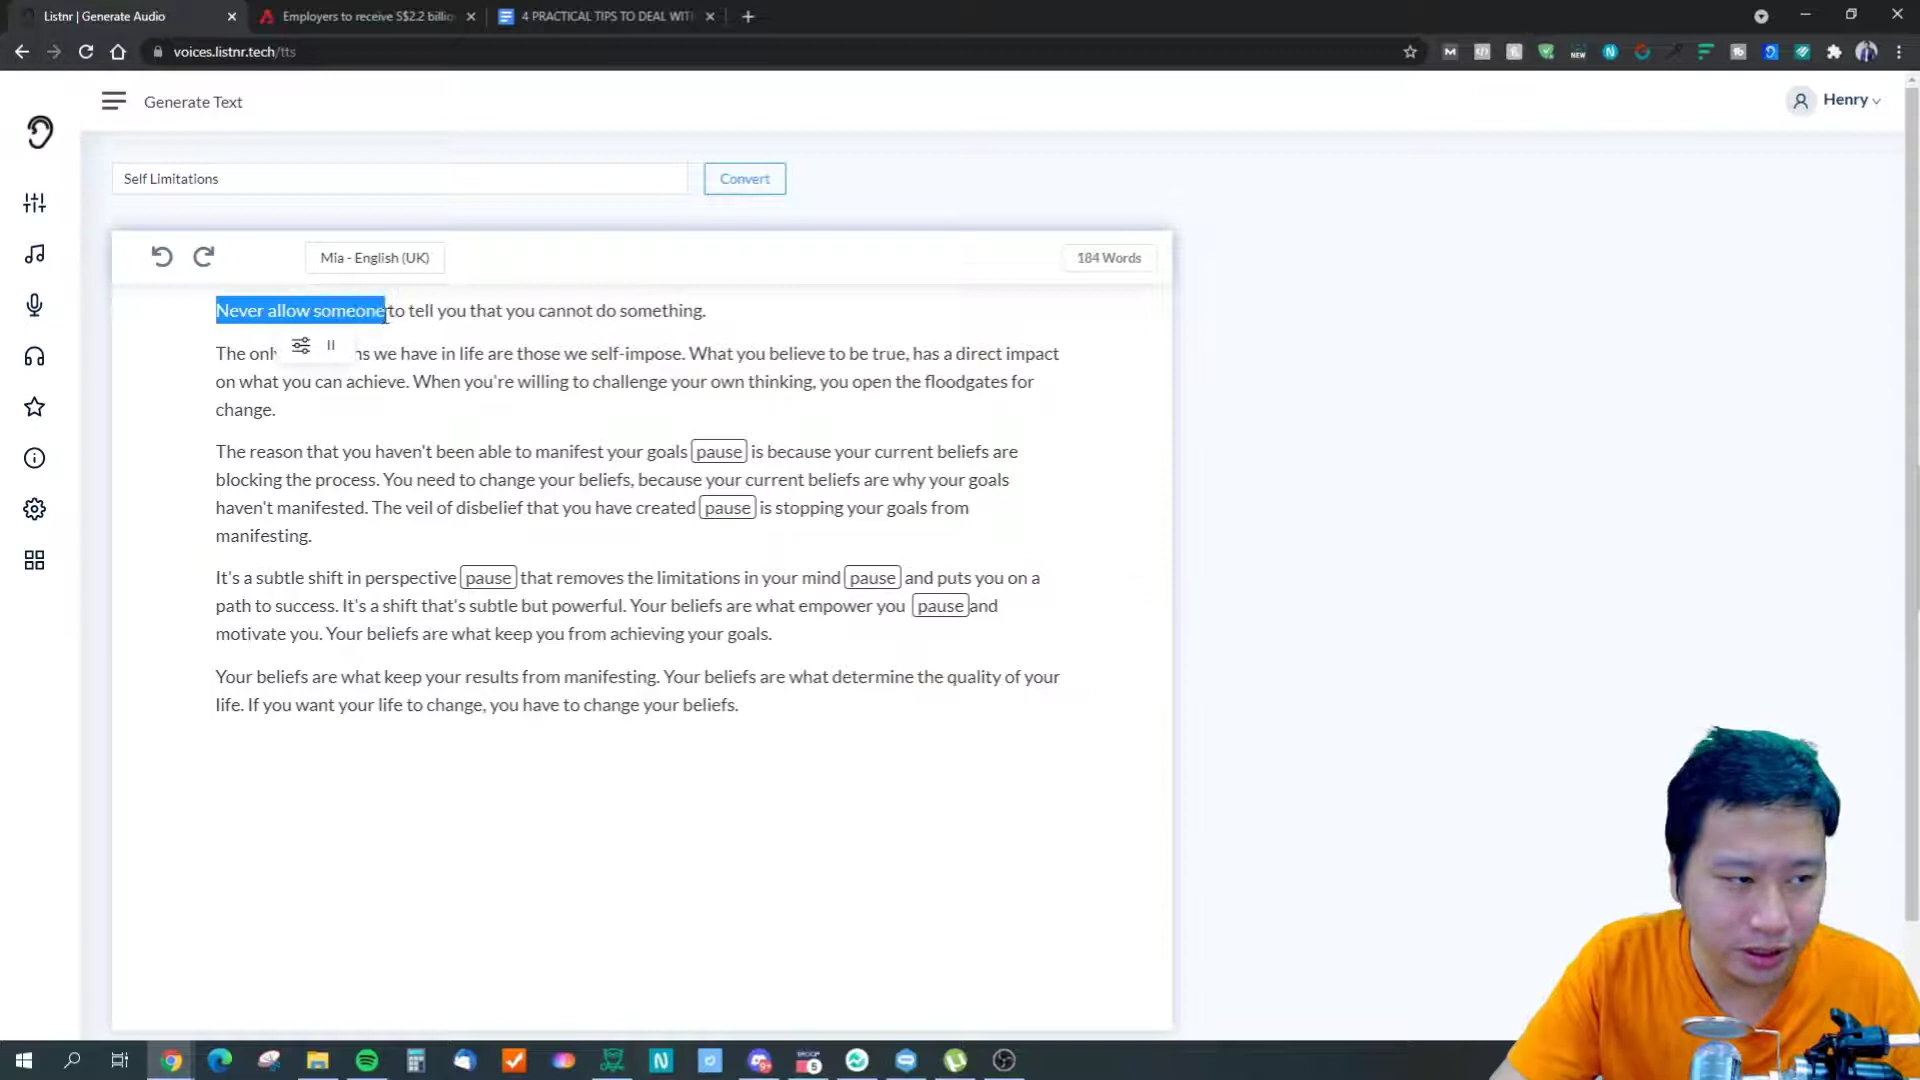 Listnr | Generate Audio
Employers to receive S$2.2 billio
4 PRACTICAL TIPS TO DEAL WIT
voices.listnr.tech/tts
Generate Text
Henry
Self Limitations
Convert
Mia - English (UK)
184 Words
Never allow someone to tell you that you cannot do something.
The onl ns we have in life are those we self-impose. What you believe to be true, has a direct impact
on what you can achieve. When you're willing to challenge your own thinking, you open the floodgates for
change.
The reason that you haven't been able to manifest your goals pause is because your current beliefs are
blocking the process. You need to change your beliefs, because your current beliefs are why your goals
haven't manifested. The veil of disbelief that you have created pause is stopping your goals from
manifesting.
It's a subtle shift in perspective pause that removes the limitations in your mind pause and puts you on a
path to success. It's a shift that's subtle but powerful. Your beliefs are what empower you pause and
motivate you. Your beliefs are what keep you from achieving your goals.
Your beliefs are what keep your results from manifesting. Your beliefs are what determine the quality of your
life. If you want your life to change, you have to change your beliefs.